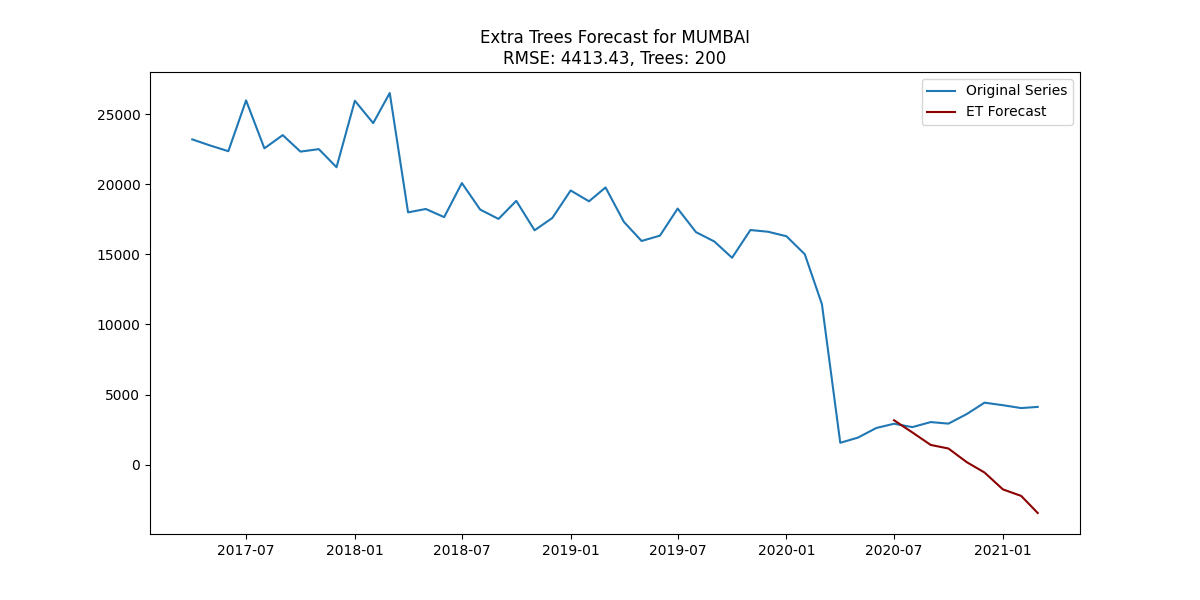 Extra Trees Forecast for MUMBAI
RMSE: 4413.43, Trees: 200
Original Series
ET Forecast
25000
20000
15000
10000
5000
0
2017-07 2018-01 2018-07 2019-01 2019-07 2020-01 2020-07 2021-01